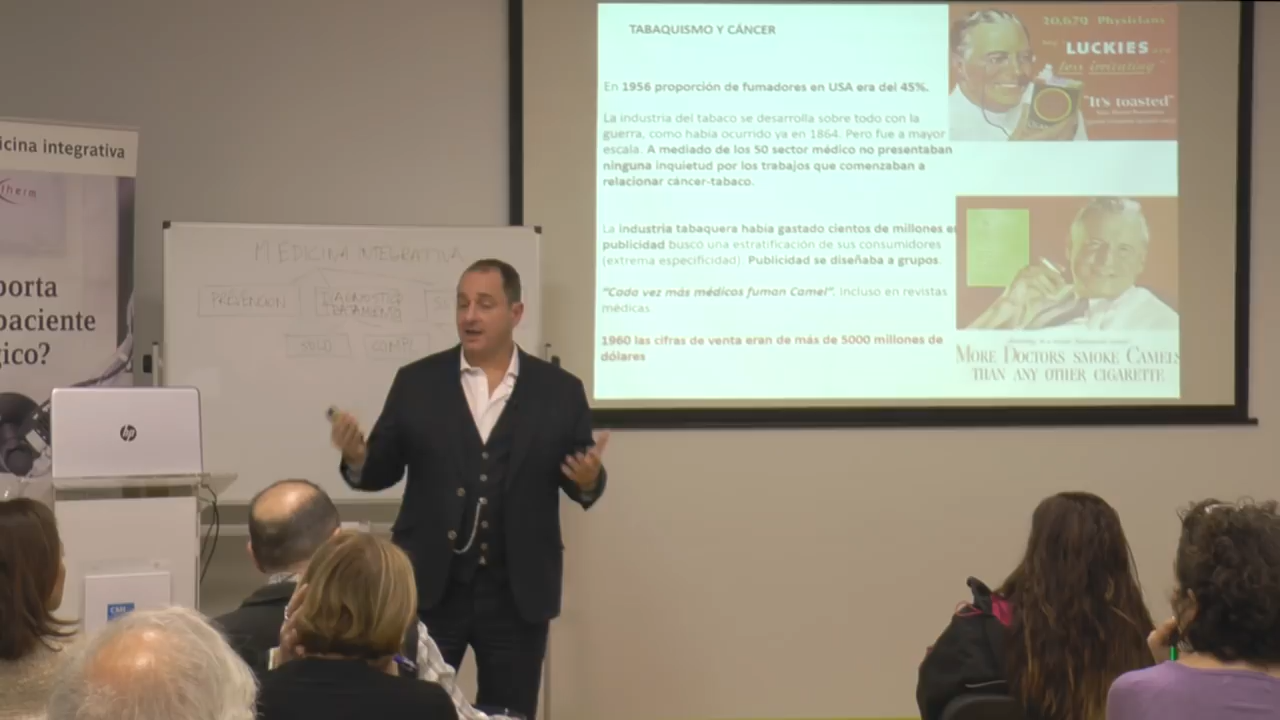 icina integrativa
therm
porta
paciente
gico?
hp
MEDICINA INTEGRATIVA
PREVENCION
DIAGNOSTICO
TRATAMIENTO
SOLO
COMPL
TABAQUISMO Y CÁNCER
En 1956 proporción de fumadores en USA era del 45%.
La industria del tabaco se desarrolla sobre todo con la
guerra, como había ocurrido ya en 1864. Pero fue a mayor
escala. A mediado de los 50 sector médico no presentaban
ninguna inquietud por los trabajos que comenzaban a
relacionar cáncer-tabaco.
La industria tabaquera había gastado cientos de millones en
publicidad busco una estratificación de sus consumidores
(extrema especificidad). Publicidad se diseñaba a grupos.
"Cada vez más médicos fuman Camel". Incluso en revistas
médicas
1960 las cifras de venta eran de más de 5000 millones de
dólares
20,679 Physicians
say LUCKIES are
less irritating"
"It's toasted"
MORE DOCTORS SMOKE CAMELS
THAN ANY OTHER CIGARETTE